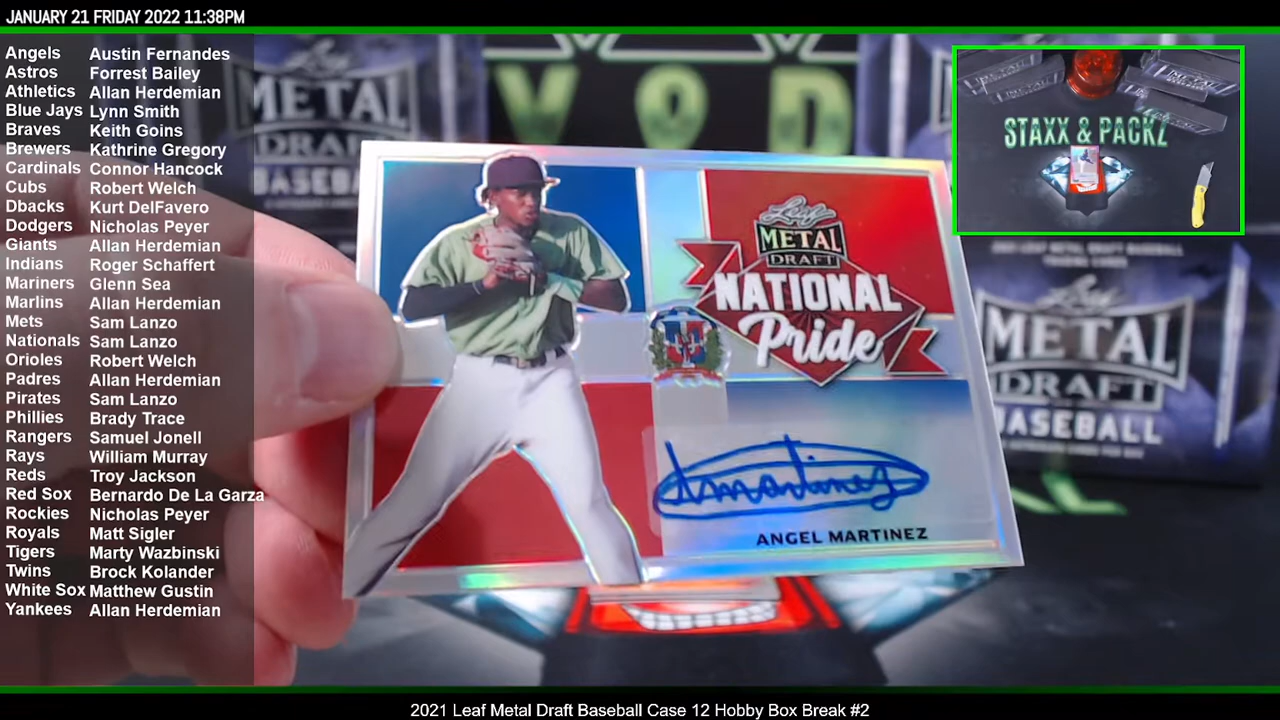 JANUARY 21 FRIDAY 2022 11:38PM
Angels Austin Fernandes
Astros Forrest Bailey
Athletics Allan Herdemian
Blue Jays Lynn Smith
Braves Keith Goins
Brewers Kathrine Gregory
Cardinals Connor Hancock
Cubs Robert Welch
Dbacks Kurt DelFavero
Dodgers Nicholas Peyer
Giants Allan Herdemian
Indians Roger Schaffert
Mariners Glenn Sea
Marlins Allan Herdemian
Mets Sam Lanzo
Nationals Sam Lanzo
Orioles Robert Welch
Padres Allan Herdemian
Pirates Sam Lanzo
Phillies Brady Trace
Rangers Samuel Jonell
Rays William Murray
Reds Troy Jackson
Red Sox Bernardo De La Garza
Rockies Nicholas Peyer
Royals Matt Sigler
Tigers Marty Wazbinski
Twins Brock Kolander
White Sox Matthew Gustin
Yankees Allan Herdemian
METAL
DRAFT
BASEBALL
VOD
Leaf
METAL
DRAFT
NATIONAL
Pride
Amartinez
ANGEL MARTINEZ
STAXX & PACKZ
Leaf
METAL
DRAFT
BASEBALL
2021 Leaf Metal Draft Baseball Case 12 Hobby Box Break #2